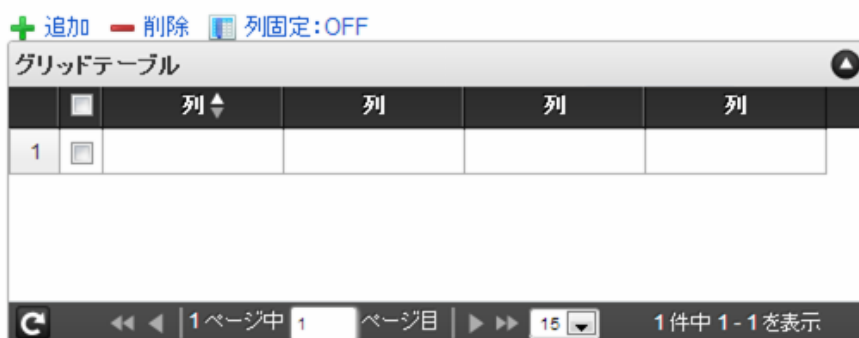 追加 削除 列固定:OFF
グリッドテーブル
列 列 列 列
1
1 ページ中 1 ページ目 15 1 件中 1 - 1 を表示